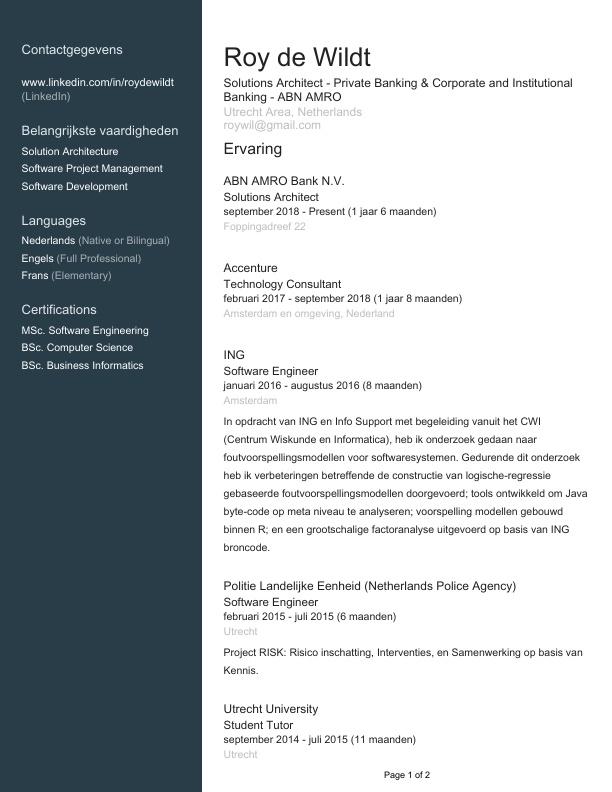 Contactgegevens
www.linkedin.com/in/roydewildt
(LinkedIn)
Belangrijkste vaardigheden
Solution Architecture
Software Project Management
Software Development
Languages
Nederlands (Native or Bilingual)
Engels (Full Professional)
Frans (Elementary)
Certifications
MSc. Software Engineering
BSc. Computer Science
BSc. Business Informatics
Roy de Wildt
Solutions Architect - Private Banking & Corporate and Institutional
Banking - ABN AMRO
Utrecht Area, Netherlands
roywil@gmail.com
Ervaring
ABN AMRO Bank N.V.
Solutions Architect
september 2018 - Present (1 jaar 6 maanden)
Foppingadreef 22
Accenture
Technology Consultant
februari 2017 - september 2018 (1 jaar 8 maanden)
Amsterdam en omgeving, Nederland
ING
Software Engineer
januari 2016 - augustus 2016 (8 maanden)
Amsterdam
In opdracht van ING en Info Support met begeleiding vanuit het CWI
(Centrum Wiskunde en Informatica), heb ik onderzoek gedaan naar
foutvoorspellingsmodellen voor softwaresystemen. Gedurende dit onderzoek
heb ik verbeteringen betreffende de constructie van logische-regressie
gebaseerde foutvoorspellingsmodellen doorgevoerd; tools ontwikkeld om Java
byte-code op meta niveau te analyseren; voorspelling modellen gebouwd
binnen R; en een grootschalige factoranalyse uitgevoerd op basis van ING
broncode.
Politie Landelijke Eenheid (Netherlands Police Agency)
Software Engineer
februari 2015 - juli 2015 (6 maanden)
Utrecht
Project RISK: Risico inschatting, Interventies, en Samenwerking op basis van
Kennis.
Utrecht University
Student Tutor
september 2014 - juli 2015 (11 maanden)
Utrecht
Page 1 of 2